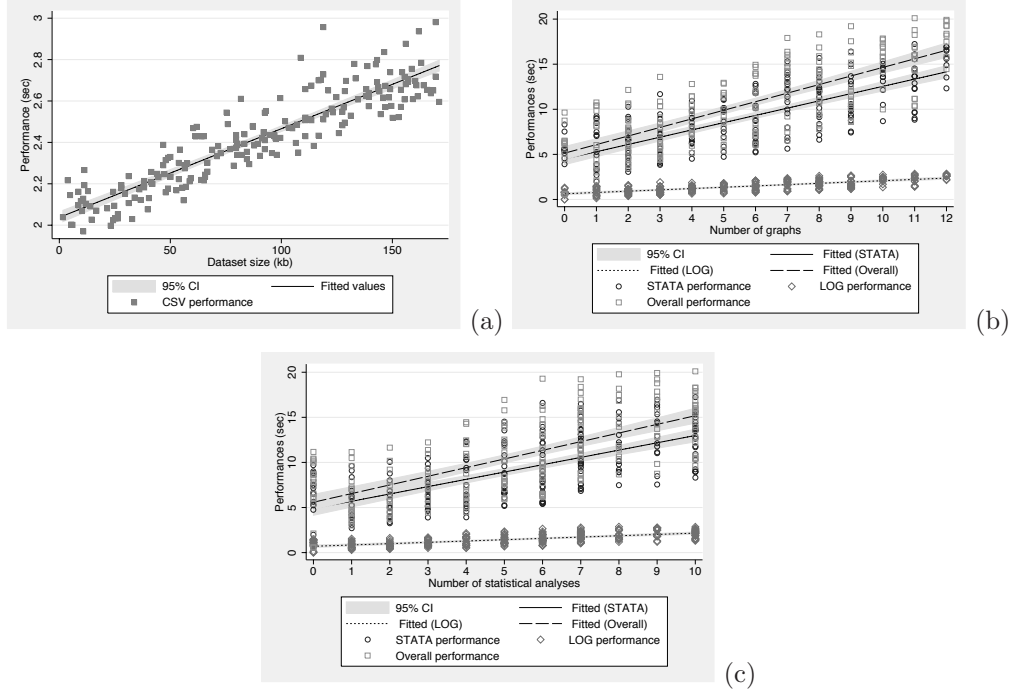 Performance (sec)
3
2.8
2.6
2.4
2.2
2
0 50 100 150
Dataset size (kb)
95% CI Fitted values
CSV performance
(a)
Performances (sec)
20
15
10
5
0
0 1 2 3 4 5 6 7 8 9 10 11 12
Number of graphs
95% CI Fitted (STATA)
Fitted (LOG) Fitted (Overall)
STATA performance LOG performance
Overall performance
(b)
Performances (sec)
20
15
10
5
0
0 1 2 3 4 5 6 7 8 9 10
Number of statistical analyses
95% CI Fitted (STATA)
Fitted (LOG) Fitted (Overall)
STATA performance LOG performance
Overall performance
(c)